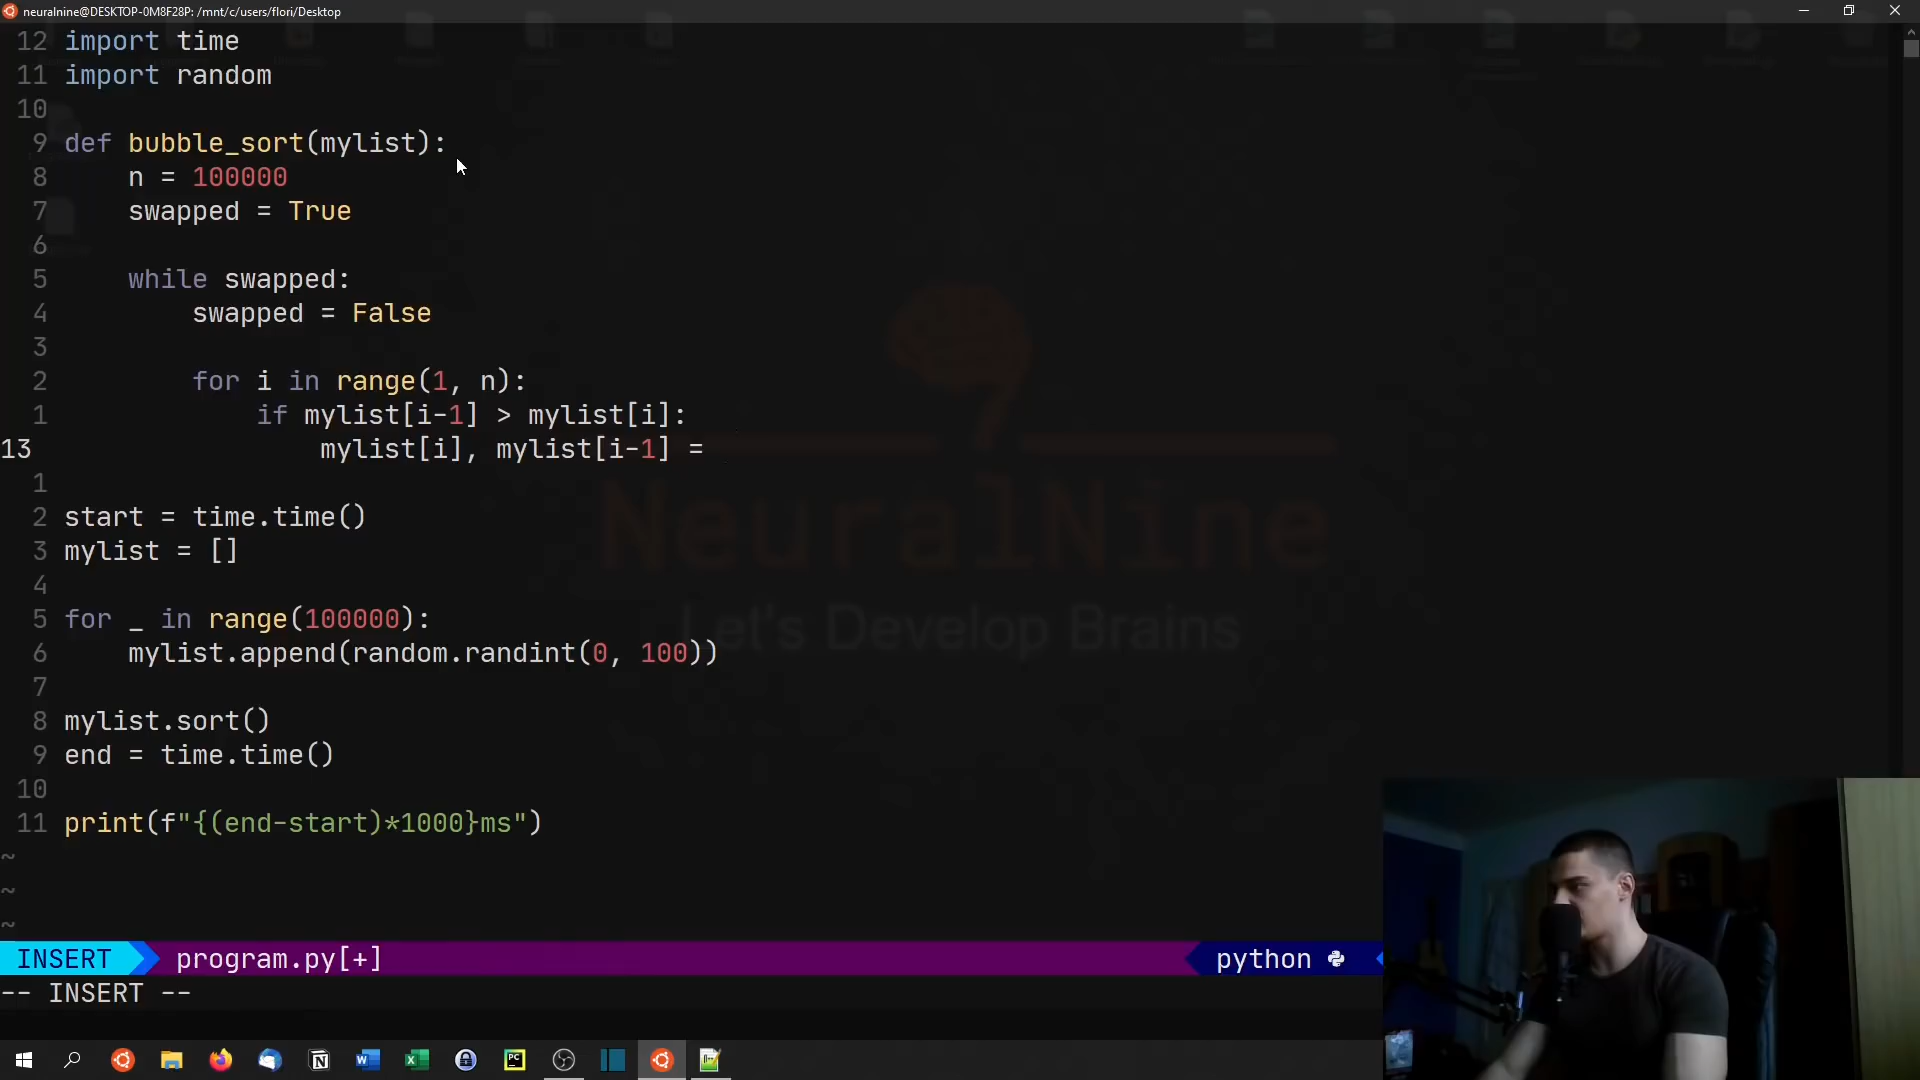 neuralnine@DESKTOP-0M8F28P: /mnt/c/users/flori/Desktop
12 import time
11 import random
10
9 def bubble_sort(mylist):
8     n = 100000
7     swapped = True
6
5     while swapped:
4         swapped = False
3
2         for i in range(1, n):
1             if mylist[i-1] > mylist[i]:
13                 mylist[i], mylist[i-1] =
1
2 start = time.time()
3 mylist = []
4
5 for _ in range(100000):
6     mylist.append(random.randint(0, 100))
7
8 mylist.sort()
9 end = time.time()
10
11 print(f"{(end-start)*1000}ms")
~
~
~
NeuralNine
Let's Develop Brains
INSERT program.py[+] python
-- INSERT --